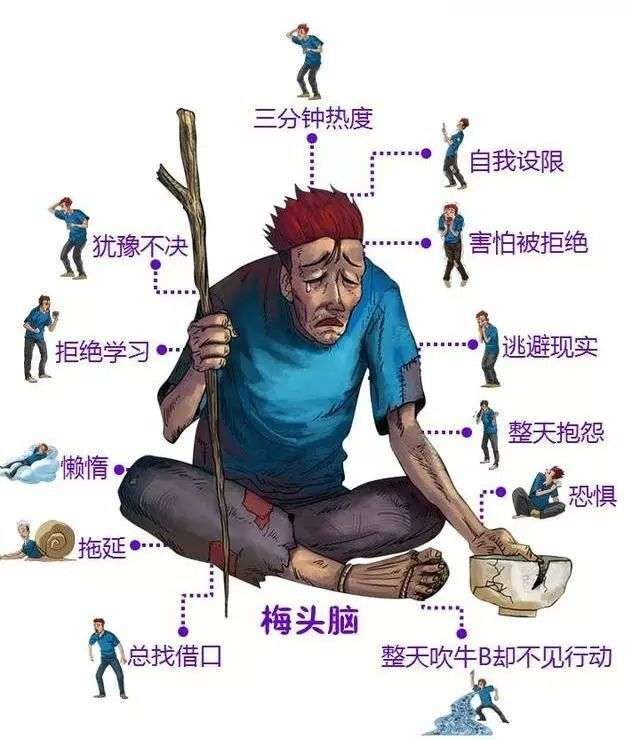 三分钟热度
自我设限
犹豫不决
害怕被拒绝
拒绝学习
逃避现实
整天抱怨
懒惰
恐惧
拖延
梅头脑
总找借口
整天吹牛B却不见行动